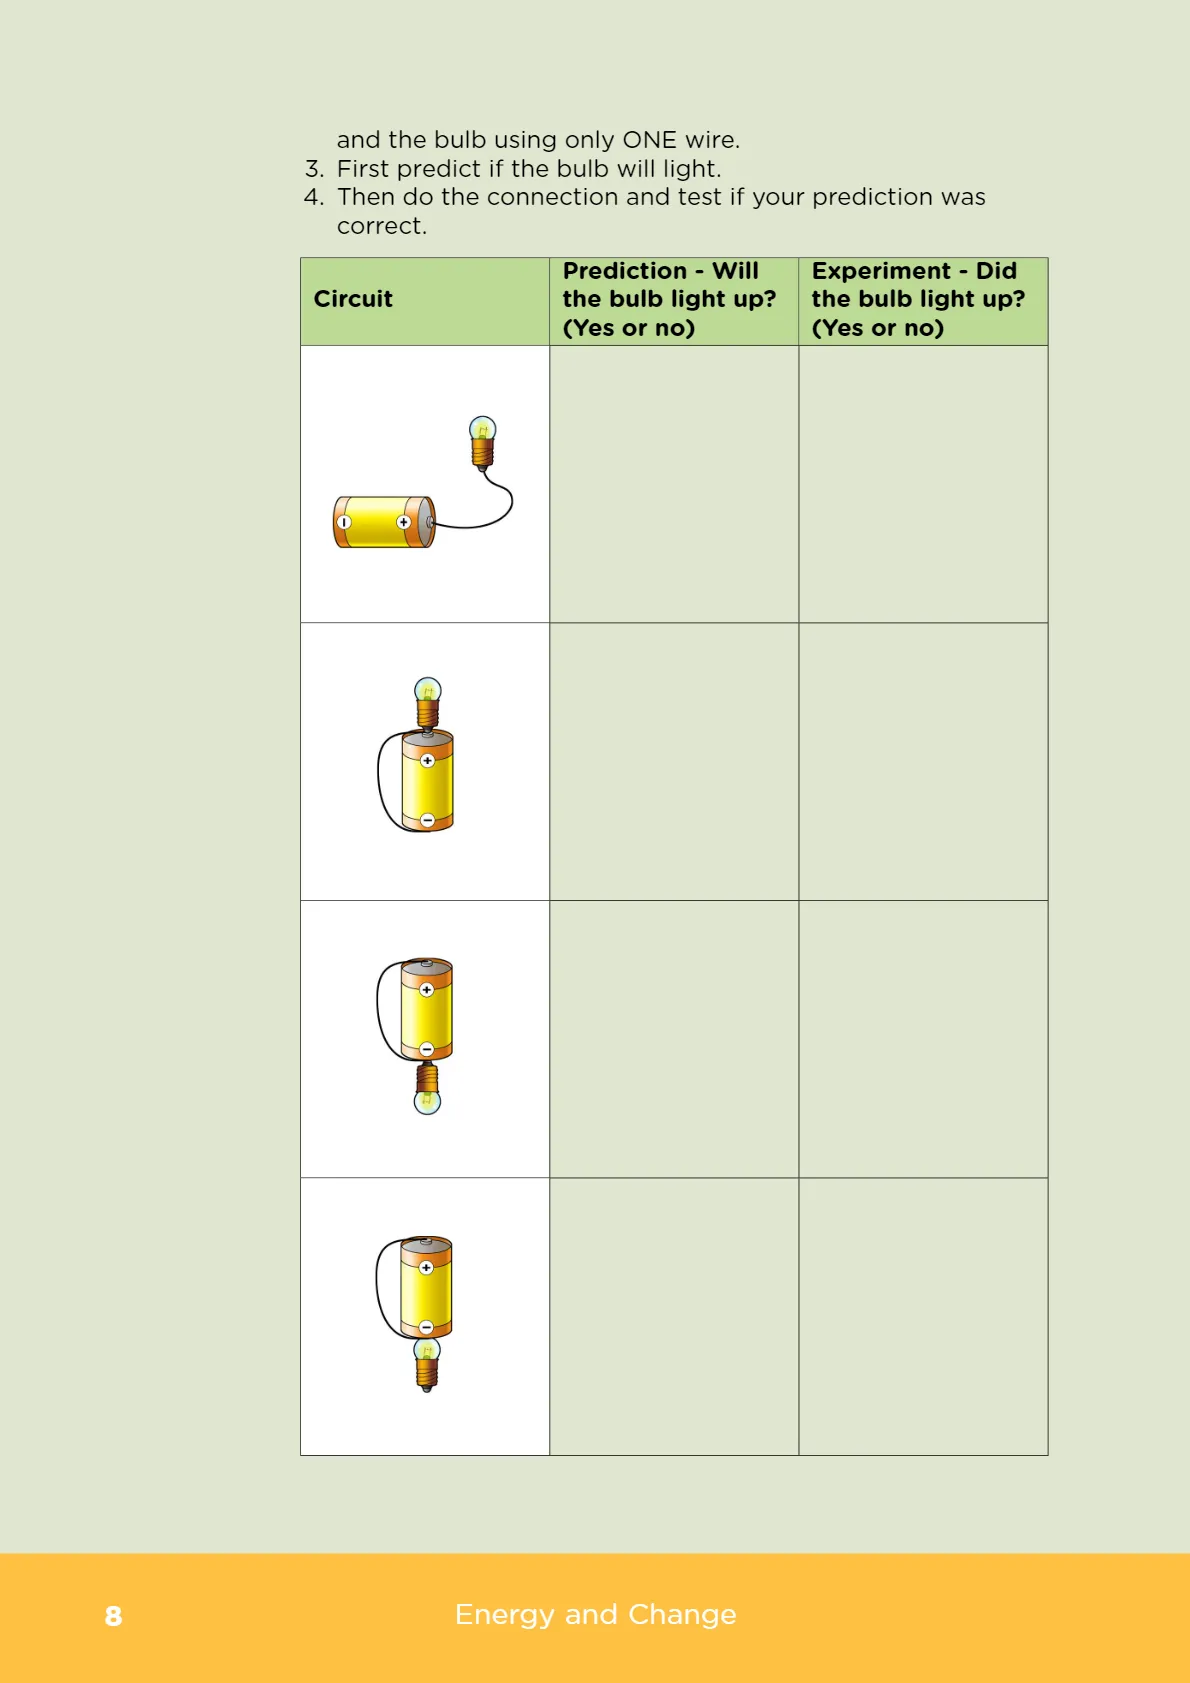 and the bulb using only ONE wire.
3. First predict if the bulb will light.
4. Then do the connection and test if your prediction was
correct.
Circuit
Prediction - Will
the bulb light up?
(Yes or no)
Experiment - Did
the bulb light up?
(Yes or no)
- +
+
-
+
-
+
-
8
Energy and Change